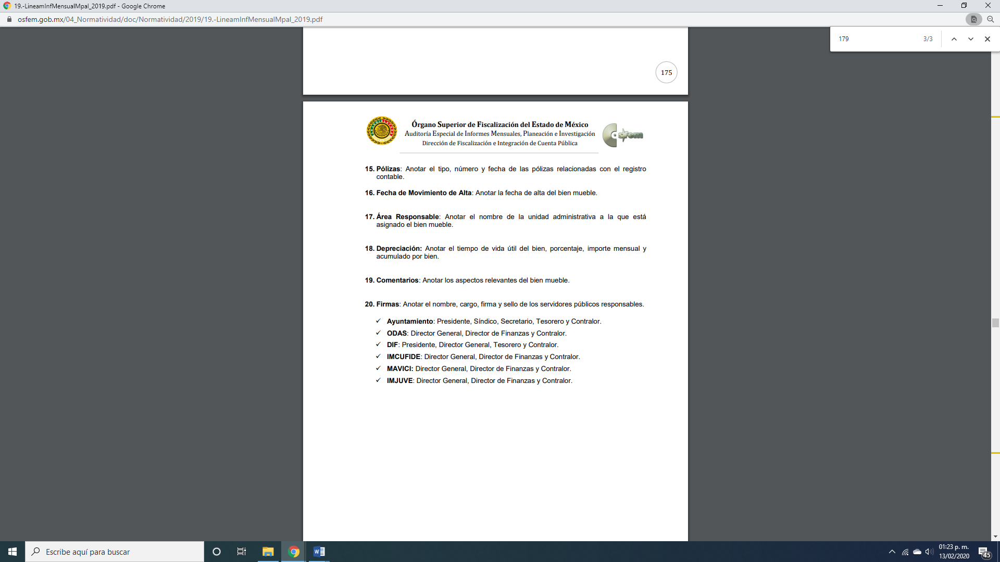 19.-LineamInfMensualMpal_2019.pdf - Google Chrome
osfem.gob.mx/04_Normatividad/doc/Normatividad/2019/19.-LineamInfMensualMpal_2019.pdf
179 3/3
175
Órgano Superior de Fiscalización del Estado de México
Auditoría Especial de Informes Mensuales, Planeación e Investigación
Dirección de Fiscalización e Integración de Cuenta Pública
osfem
15. Pólizas: Anotar el tipo, número y fecha de las pólizas relacionadas con el registro
contable.
16. Fecha de Movimiento de Alta: Anotar la fecha de alta del bien mueble.
17. Área Responsable: Anotar el nombre de la unidad administrativa a la que está
asignado el bien mueble.
18. Depreciación: Anotar el tiempo de vida útil del bien, porcentaje, importe mensual y
acumulado por bien.
19. Comentarios: Anotar los aspectos relevantes del bien mueble.
20. Firmas: Anotar el nombre, cargo, firma y sello de los servidores públicos responsables.
✓ Ayuntamiento: Presidente, Síndico, Secretario, Tesorero y Contralor.
✓ ODAS: Director General, Director de Finanzas y Contralor.
✓ DIF: Presidente, Director General, Tesorero y Contralor.
✓ IMCUFIDE: Director General, Director de Finanzas y Contralor.
✓ MAVICI: Director General, Director de Finanzas y Contralor.
✓ IMJUVE: Director General, Director de Finanzas y Contralor.
Escribe aquí para buscar
01:23 p. m.
13/02/2020
45